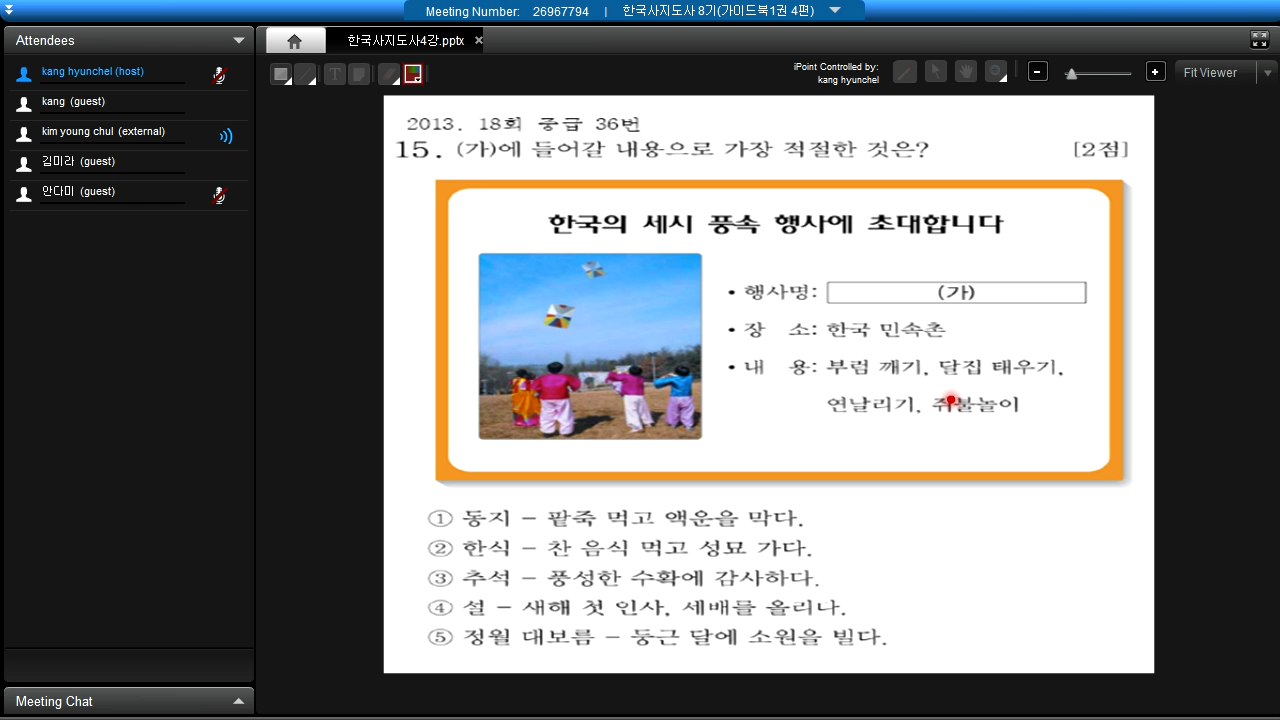 Meeting Number: 26967794 | 한국사지도사 8기(가이드북1권 4편)
Attendees
kang hyunchel (host)
kang (guest)
kim young chul (external)
김미라 (guest)
안다미 (guest)
Meeting Chat
한국사지도사4강.pptx
iPoint Controlled by:
kang hyunchel
Fit Viewer
2013. 18회 중급 36번
15. (가)에 들어갈 내용으로 가장 적절한 것은? [2점]
한국의 세시 풍속 행사에 초대합니다
• 행사명: (가)
• 장 소: 한국 민속촌
• 내 용: 부럼 깨기, 달집 태우기,
연날리기, 쥐불놀이
① 동지 – 팥죽 먹고 액운을 막다.
② 한식 – 찬 음식 먹고 성묘 가다.
③ 추석 – 풍성한 수확에 감사하다.
④ 설 – 새해 첫 인사, 세배를 올리다.
⑤ 정월 대보름 – 둥근 달에 소원을 빌다.